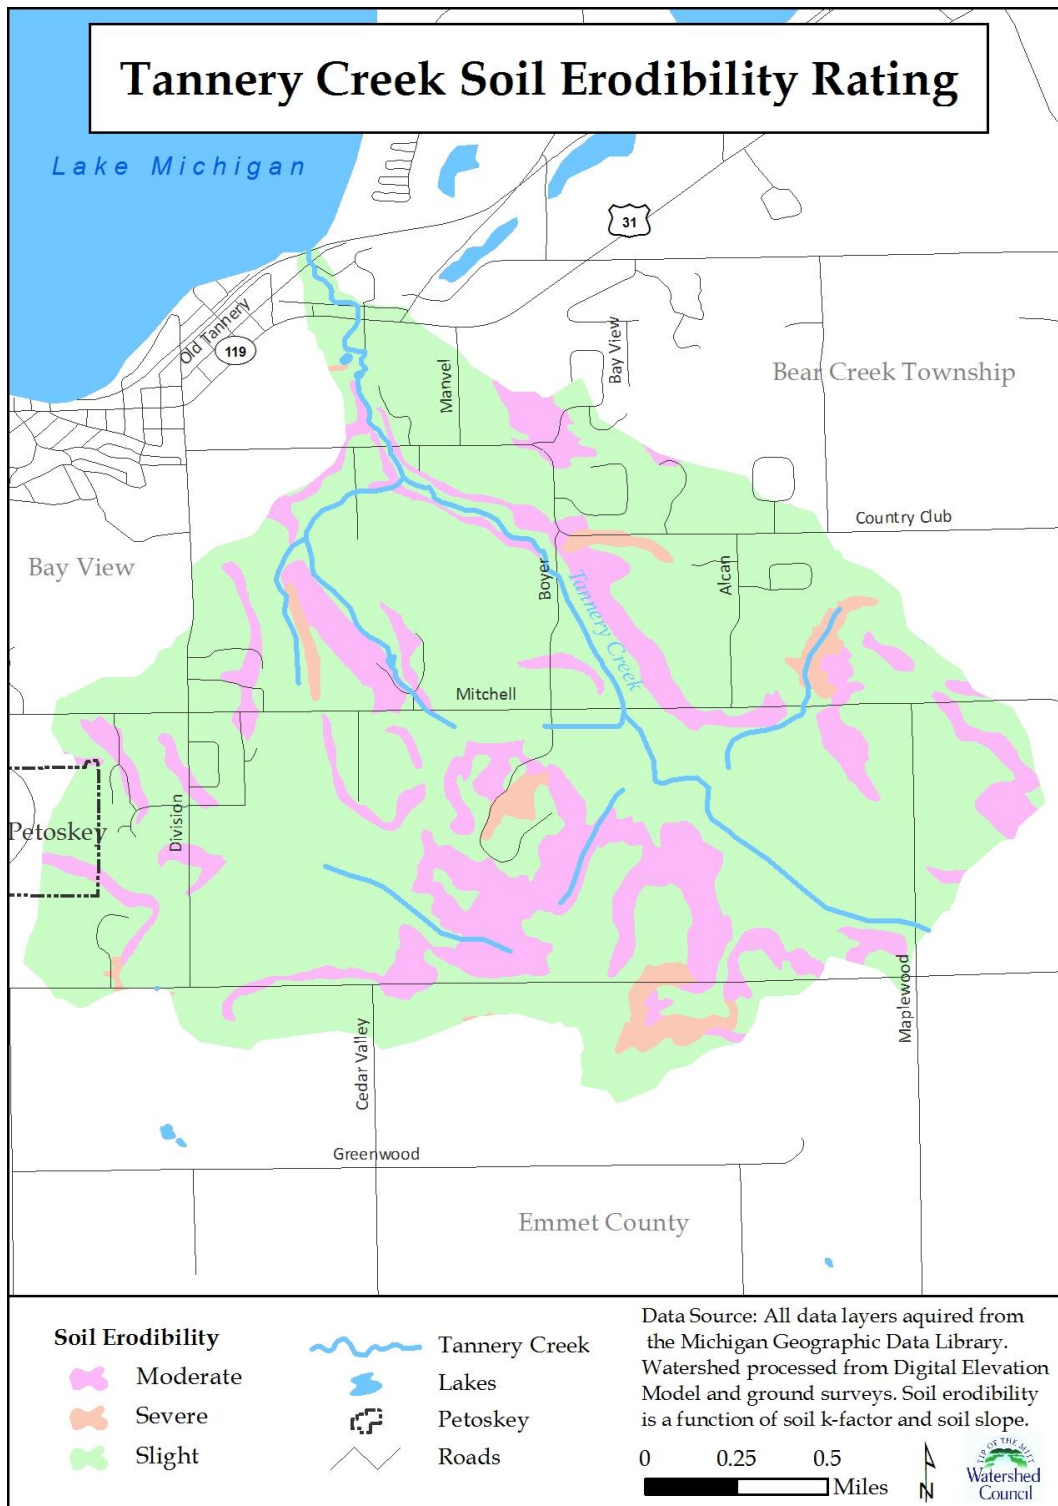 Tannery Creek Soil Erodibility Rating
Lake Michigan
31
Old Tannery
119
Manvel
Bay View
Bear Creek Township
Country Club
Bay View
Boyer
Alcan
Tannery Creek
Mitchell
Petoskey
Division
Maplewood
Cedar Valley
Greenwood
Emmet County
Soil Erodibility
Moderate
Severe
Slight
Tannery Creek
Lakes
Petoskey
Roads
Data Source: All data layers aquired from
the Michigan Geographic Data Library.
Watershed processed from Digital Elevation
Model and ground surveys. Soil erodibility
is a function of soil k-factor and soil slope.
0 0.25 0.5
Miles
N
TIP OF THE MITT
Watershed
Council